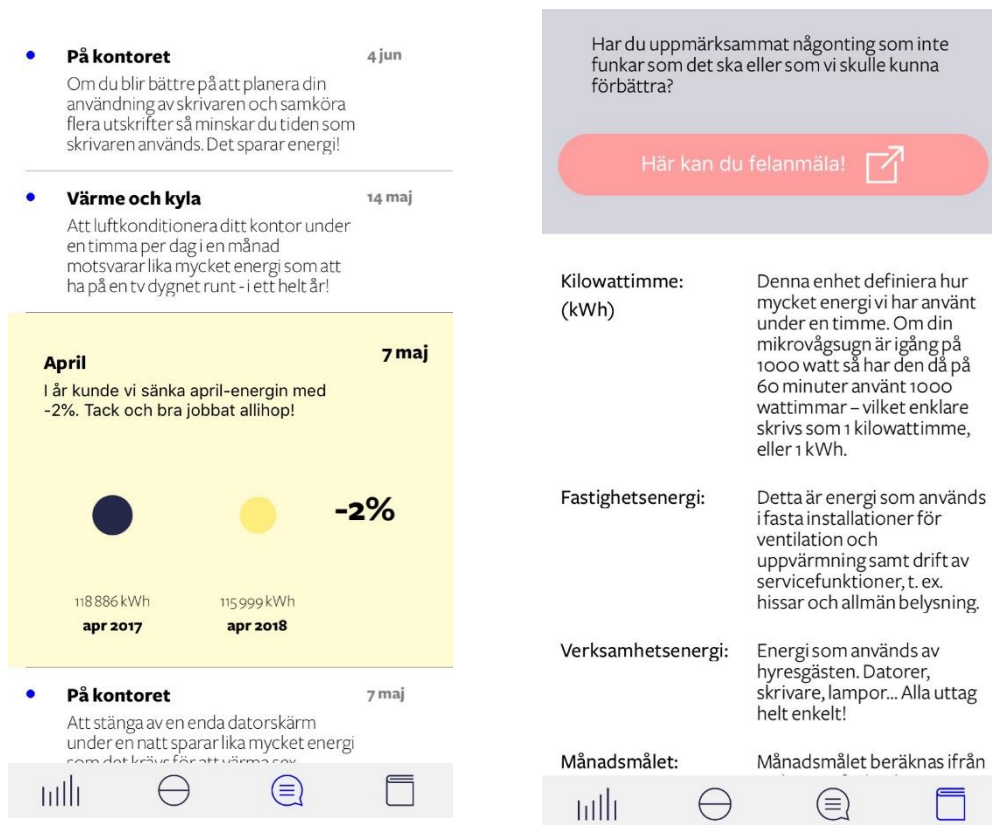 På kontoret
4 jun
Om du blir bättre på att planera din
användning av skrivaren och samköra
flera utskrifter så minskar du tiden som
skrivaren används. Det sparar energi!
Värme och kyla
14 maj
Att luftkonditionera ditt kontor under
en timma per dag i en månad
motsvarar lika mycket energi som att
ha på en tv dygnet runt - i ett helt år!
April
7 maj
I år kunde vi sänka april-energin med
-2%. Tack och bra jobbat allihop!
-2%
118 886 kWh
115 999 kWh
apr 2017
apr 2018
På kontoret
7 maj
Att stänga av en enda datorskärm
under en natt sparar lika mycket energi
som det krävs för att värma sex
Har du uppmärksammat någonting som inte
funkar som det ska eller som vi skulle kunna
förbättra?
Här kan du felanmäla!
Kilowattimme:
(kWh)
Denna enhet definiera hur
mycket energi vi har använt
under en timme. Om din
mikrovågsugn är igång på
1000 watt så har den då på
60 minuter använt 1000
wattimmar – vilket enklare
skrivs som 1 kilowattimme,
eller 1 kWh.
Fastighetsenergi:
Detta är energi som används
i fasta installationer för
ventilation och
uppvärmning samt drift av
servicefunktioner, t. ex.
hissar och allmän belysning.
Verksamhetsenergi:
Energi som används av
hyresgästen. Datorer,
skrivare, lampor... Alla uttag
helt enkelt!
Månadsmålet:
Månadsmålet beräknas ifrån